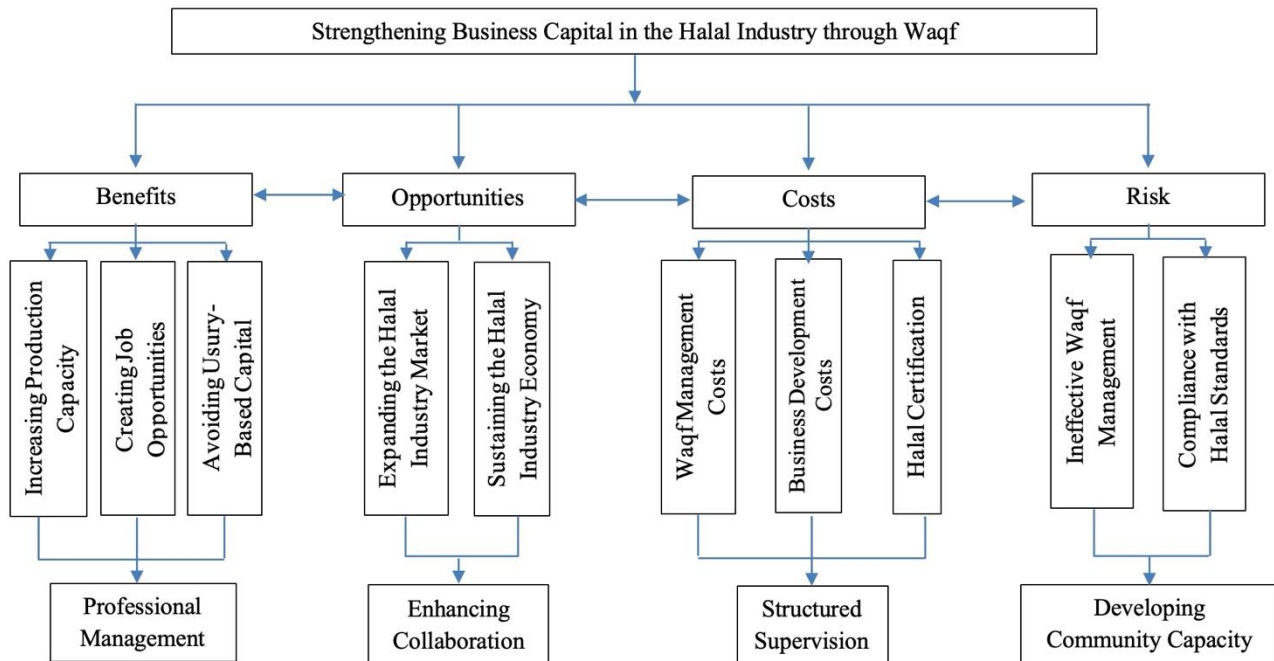 Strengthening Business Capital in the Halal Industry through Waqf
Benefits
Opportunities
Costs
Risk
Increasing Production
Capacity
Creating Job
Opportunities
Avoiding Usury-
Based Capital
Expanding the Halal
Industry Market
Sustaining the Halal
Industry Economy
Waqf Management
Costs
Business Development
Costs
Halal Certification
Ineffective Waqf
Management
Compliance with
Halal Standards
Professional
Management
Enhancing
Collaboration
Structured
Supervision
Developing
Community Capacity